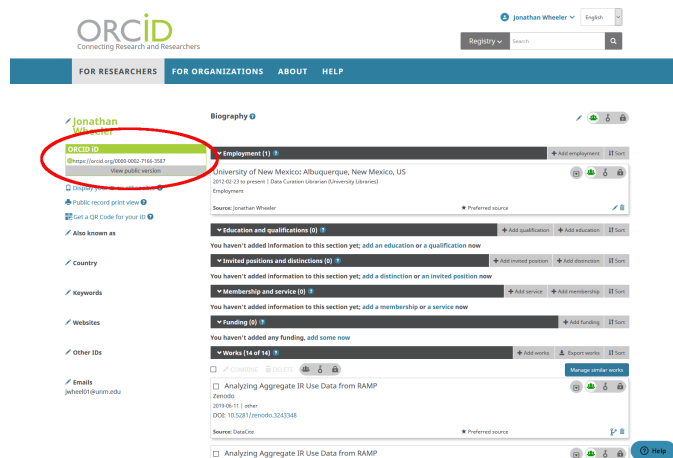 ORCiD
Connecting Research and Researchers
Jonathan Wheeler
English
Registry
Search
FOR RESEARCHERS
FOR ORGANIZATIONS
ABOUT
HELP
Jonathan
Wheeler
ORCID iD
https://orcid.org/0000-0002-7166-3587
View public version
Display your
Public record print view
Get a QR Code for your iD
Also known as
Country
Keywords
Websites
Other IDs
Emails
jwheel01@unm.edu
Biography
Employment (1)
Add employment
Sort
University of New Mexico: Albuquerque, New Mexico, US
2012-02-23 to present | Data Curation Librarian (University Libraries)
Employment
Source: Jonathan Wheeler
Preferred source
Education and qualifications (0)
Add qualification
Add education
Sort
You haven't added information to this section yet; add an education or a qualification now
Invited positions and distinctions (0)
Add invited position
Add distinction
Sort
You haven't added information to this section yet; add a distinction or an invited position now
Membership and service (0)
Add service
Add membership
Sort
You haven't added information to this section yet; add a membership or a service now
Funding (0)
Add funding
Sort
You haven't added any funding, add some now
Works (14 of 14)
Add works
Export works
Sort
COMBINE
DELETE
Manage similar works
Analyzing Aggregate IR Use Data from RAMP
Zenodo
2019-06-11 | other
DOI: 10.5281/zenodo.3243348
Source: DataCite
Preferred source
Analyzing Aggregate IR Use Data from RAMP
Help